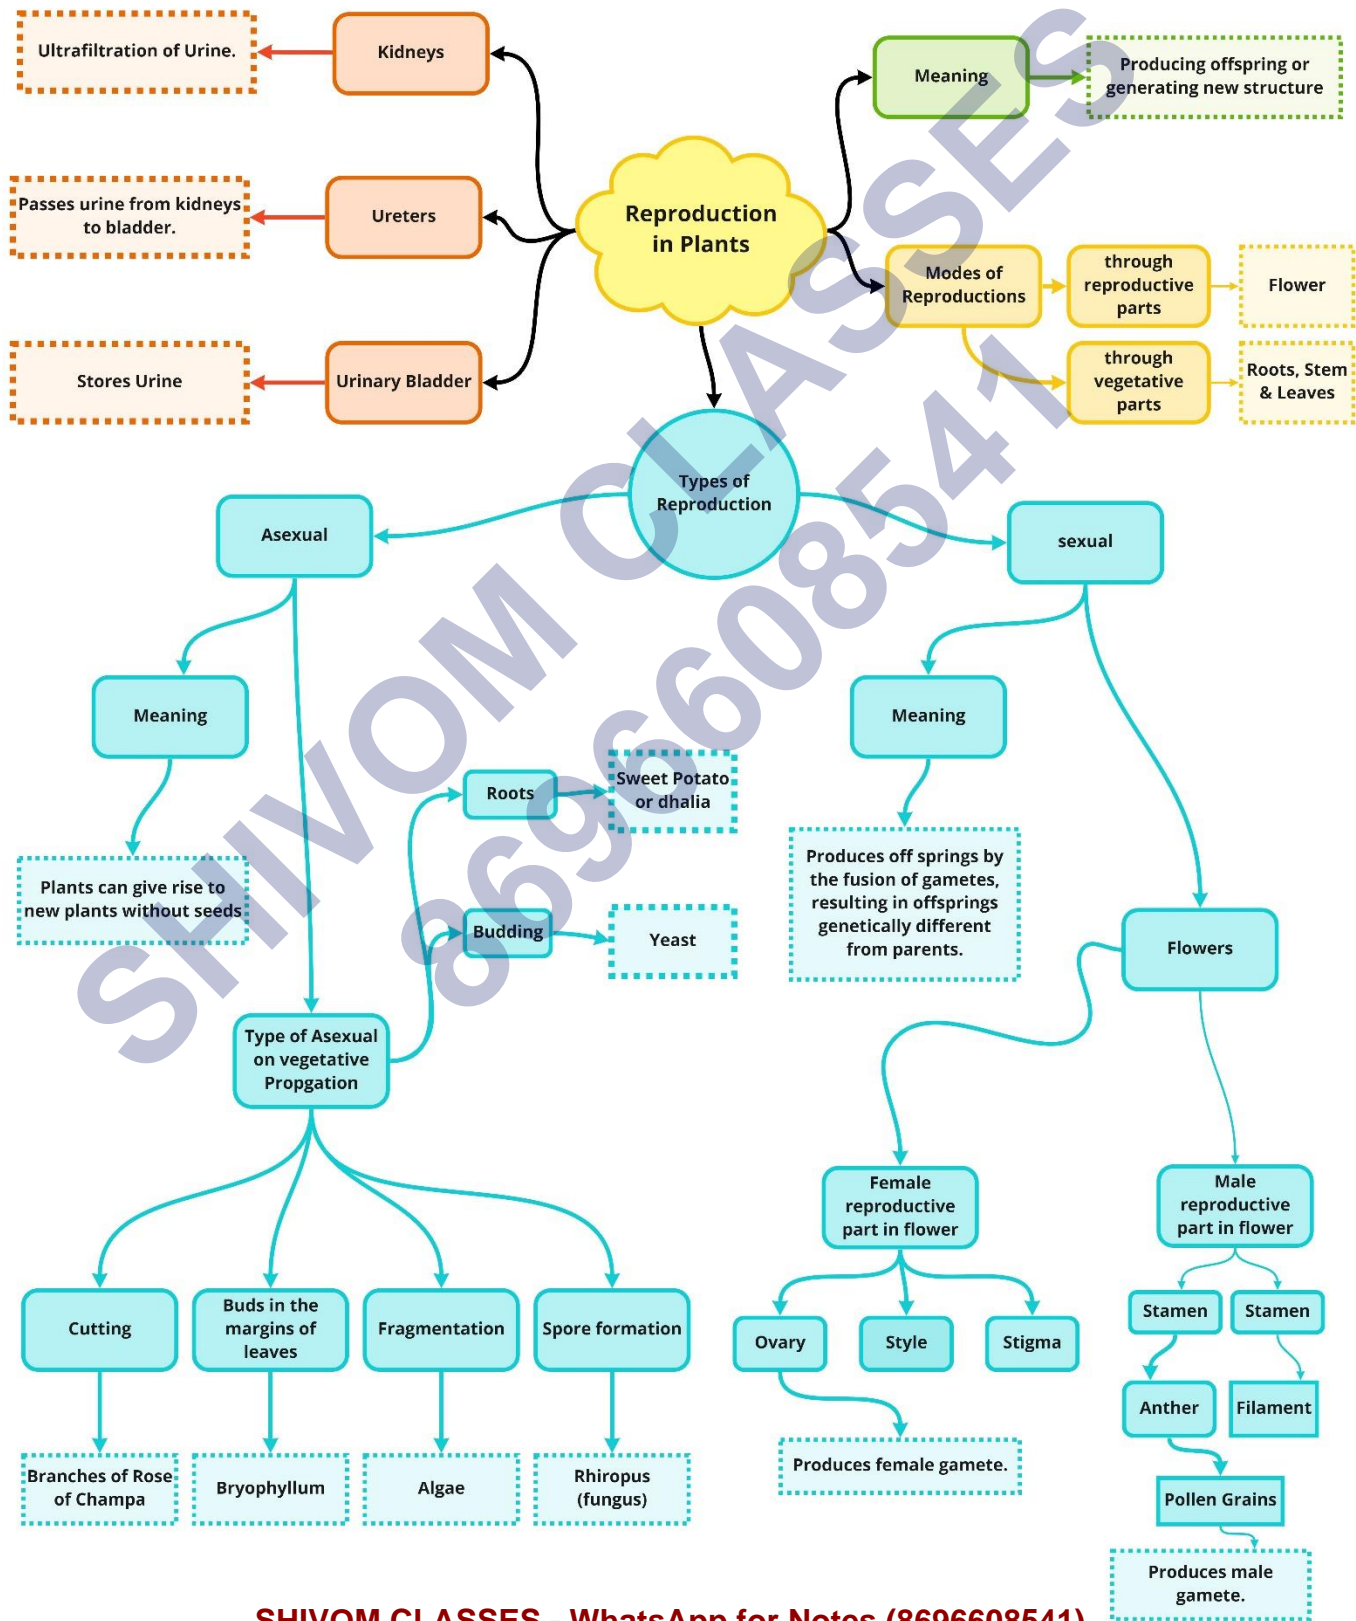 Ultrafiltration of Urine.
Kidneys
Passes urine from kidneys
to bladder.
Ureters
Stores Urine
Urinary Bladder
Reproduction
in Plants
Meaning
Producing offspring or
generating new structure
Modes of
Reproductions
through
reproductive
parts
Flower
through
vegetative
parts
Roots, Stem
& Leaves
Types of
Reproduction
Asexual
sexual
Meaning
Plants can give rise to
new plants without seeds
Roots
Sweet Potato
or dhalia
Budding
Yeast
Type of Asexual
on vegetative
Propgation
Cutting
Buds in the
margins of
leaves
Fragmentation
Spore formation
Branches of Rose
of Champa
Bryophyllum
Algae
Rhiropus
(fungus)
Meaning
Produces off springs by
the fusion of gametes,
resulting in offsprings
genetically different
from parents.
Flowers
Female
reproductive
part in flower
Male
reproductive
part in flower
Ovary
Style
Stigma
Produces female gamete.
Stamen
Stamen
Anther
Filament
Pollen Grains
Produces male
gamete.
SHIVOM CLASSES
8696608541
SHIVOM CLASSES - WhatsApp for Notes (8696608541)